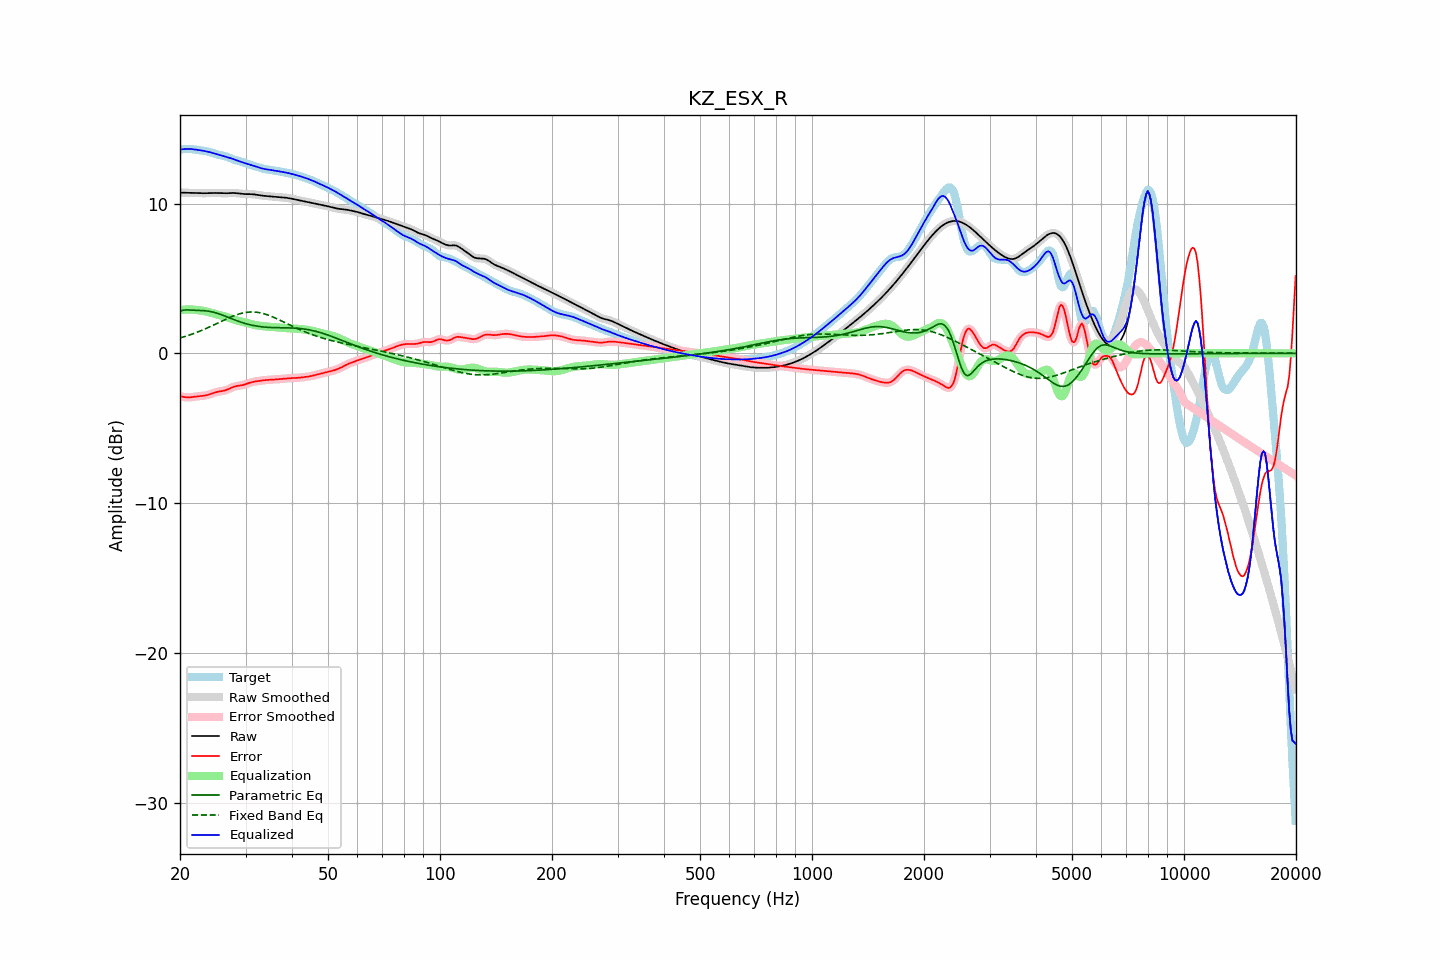 KZ_ESX_R
10
0
−10
−20
−30
Amplitude (dBr)
Target
Raw Smoothed
Error Smoothed
Raw
Error
Equalization
Parametric Eq
Fixed Band Eq
Equalized
20 50 100 200 500 1000 2000 5000 10000 20000
Frequency (Hz)